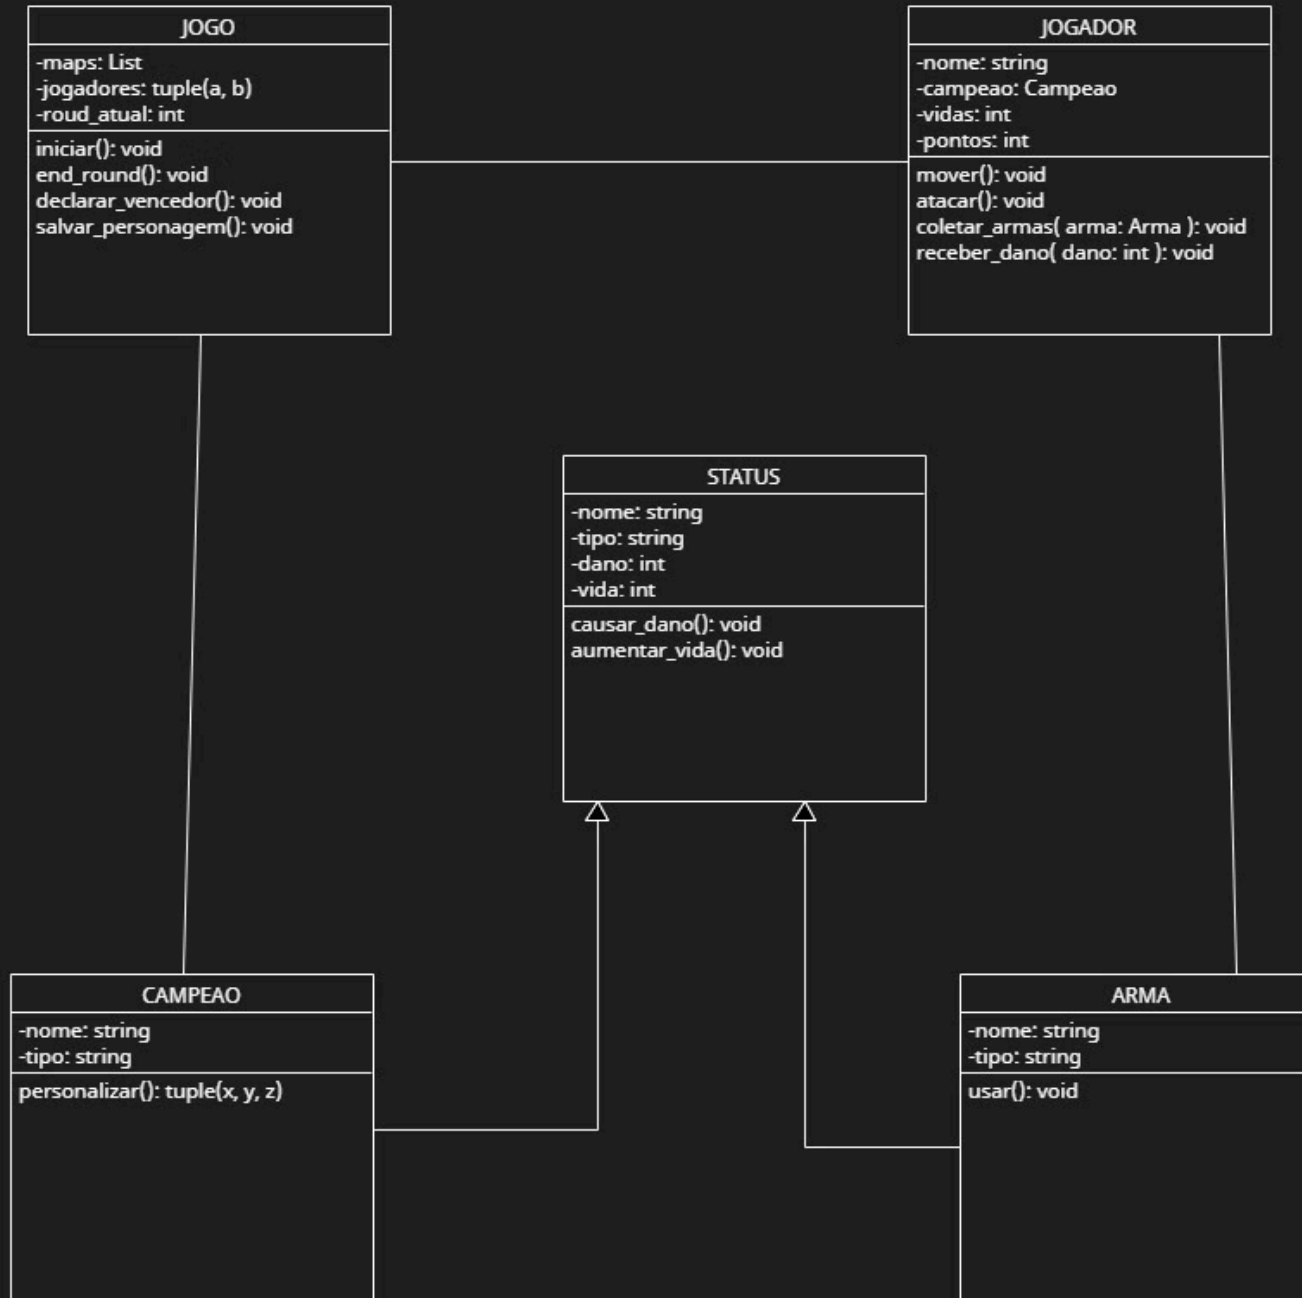 JOGO
-maps: List
-jogadores: tuple(a, b)
-roud_atual: int
iniciar(): void
end_round(): void
declarar_vencedor(): void
salvar_personagem(): void
JOGADOR
-nome: string
-campeao: Campeao
-vidas: int
-pontos: int
mover(): void
atacar(): void
coletar_armas( arma: Arma ): void
receber_dano( dano: int ): void
STATUS
-nome: string
-tipo: string
-dano: int
-vida: int
causar_dano(): void
aumentar_vida(): void
CAMPEAO
-nome: string
-tipo: string
personalizar(): tuple(x, y, z)
ARMA
-nome: string
-tipo: string
usar(): void